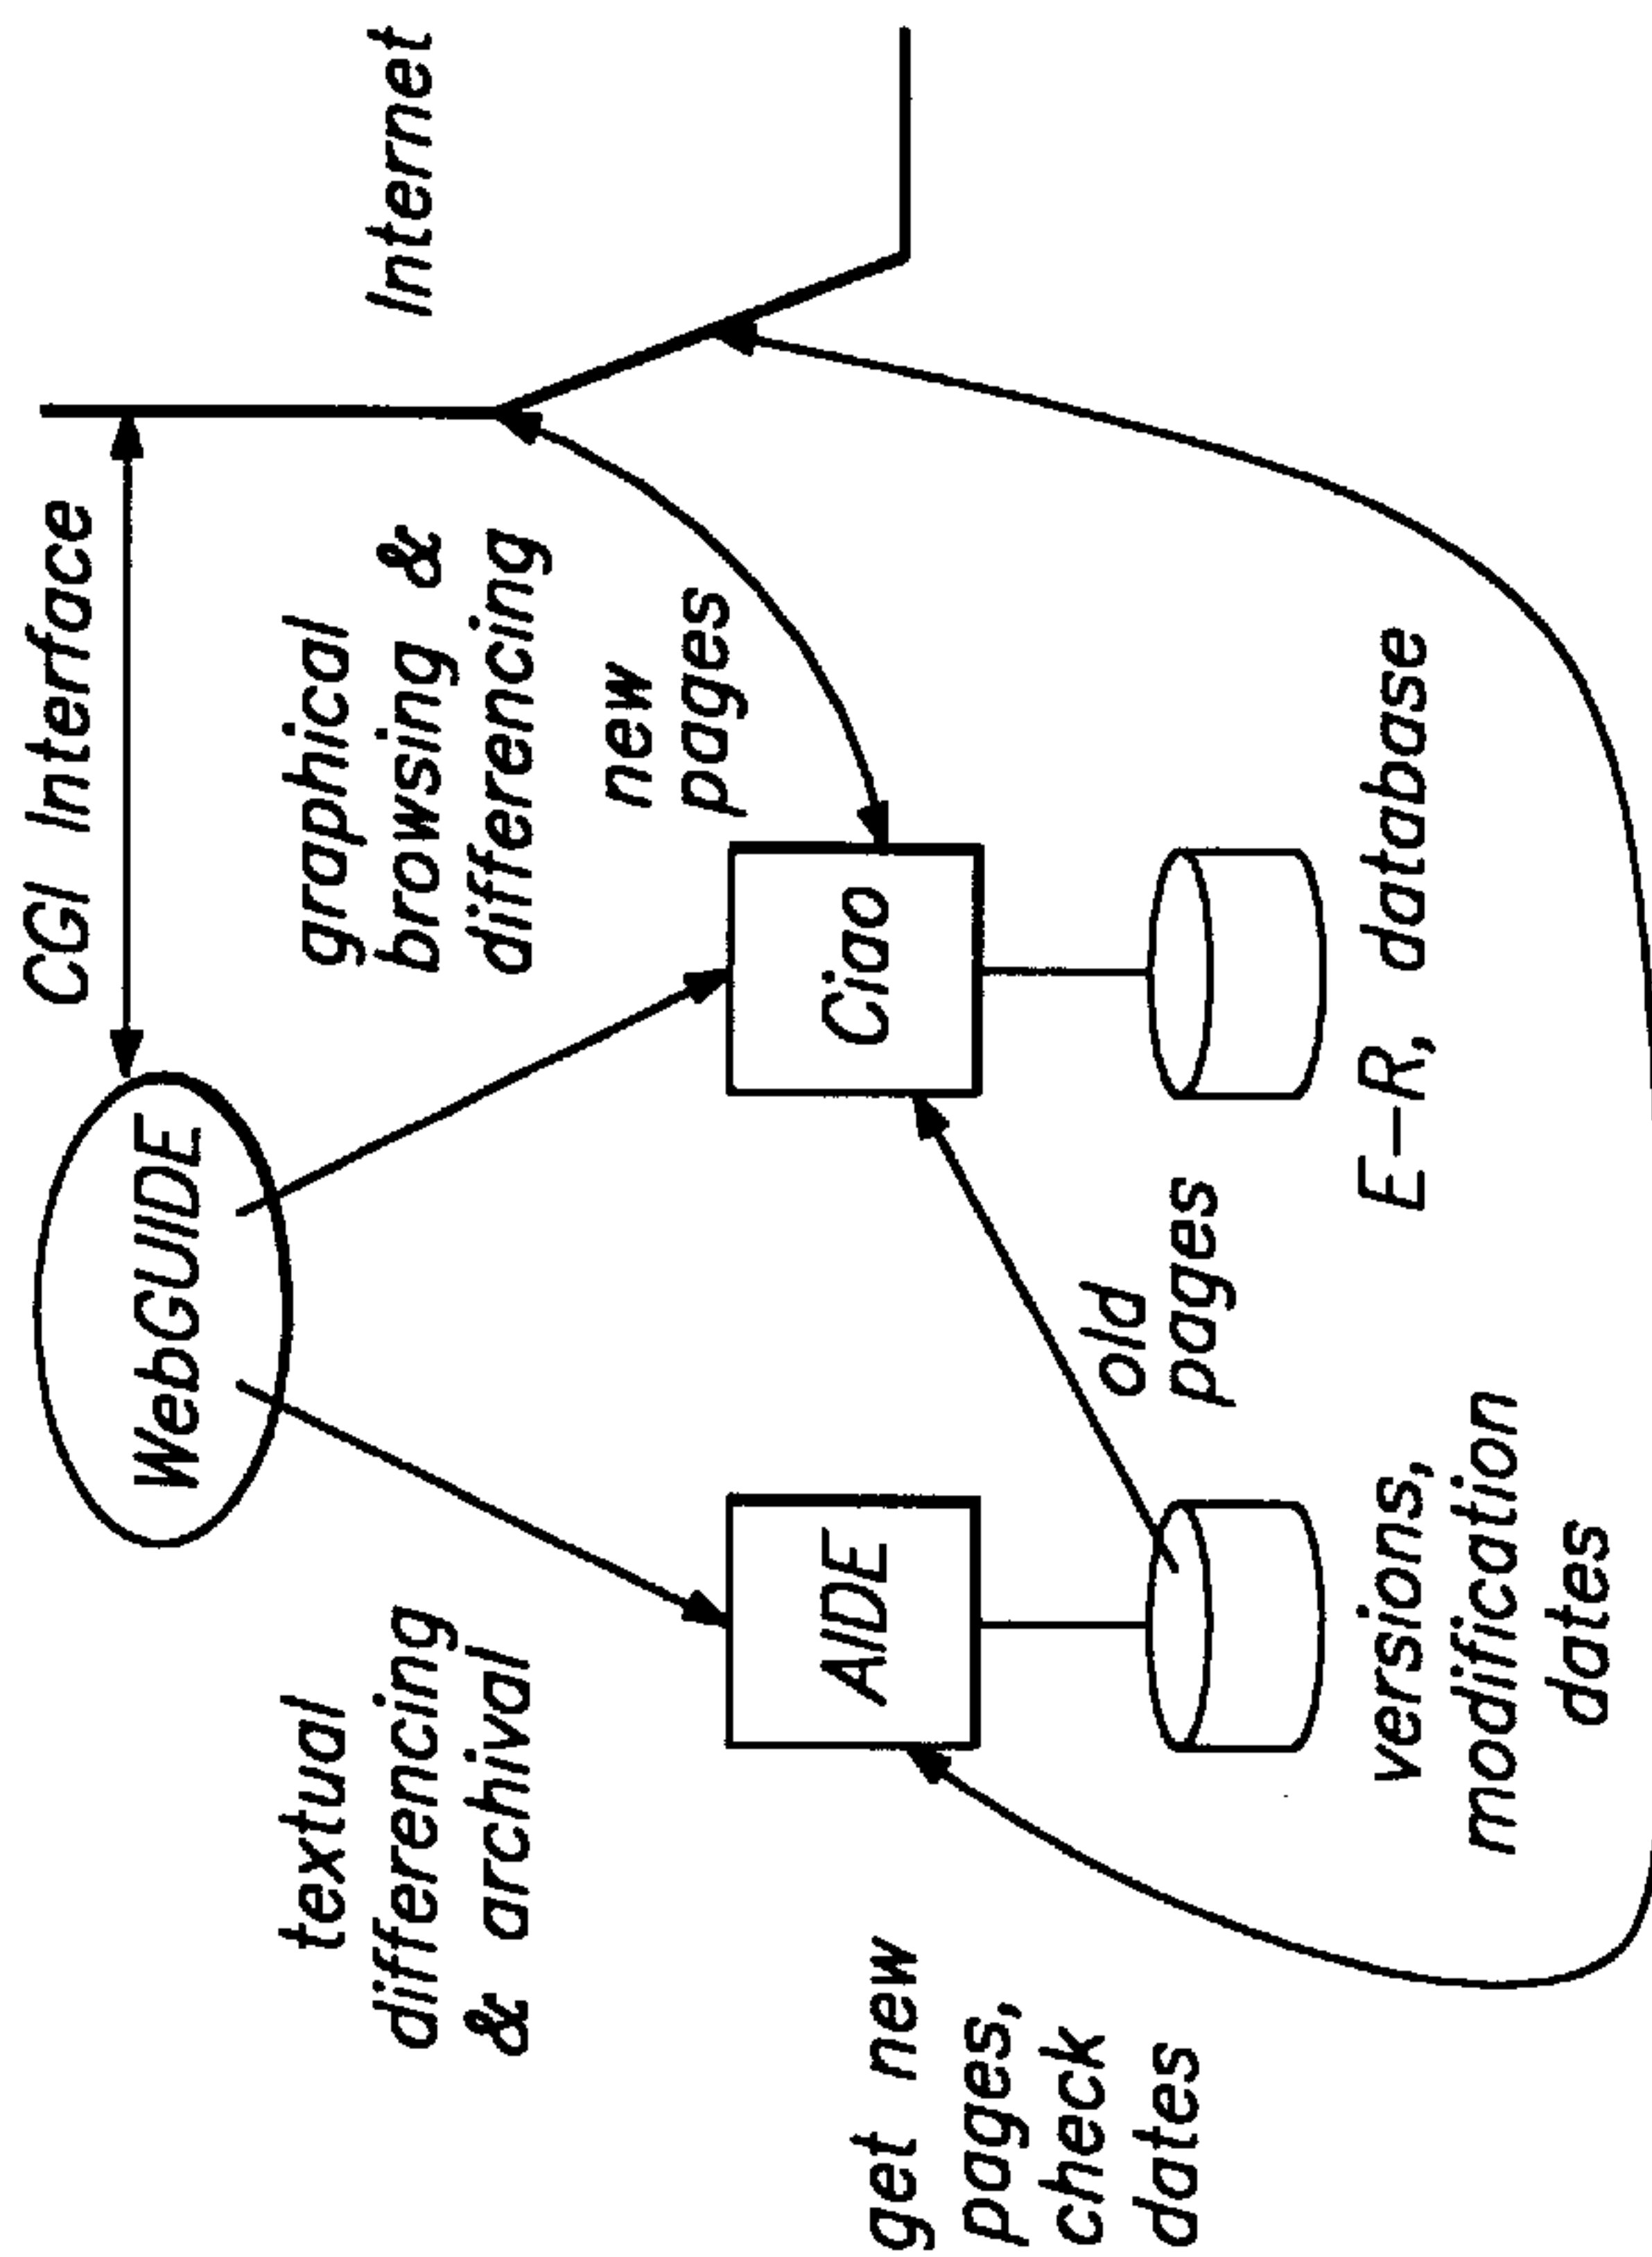 WebGUIDE
CGI Interface
Internet
textual
differencing
& archival
graphical
browsing &
differencing
new
pages
get new
pages,
check
dates
AIDE
Ciao
old
pages
versions,
modification
dates
E-R, database